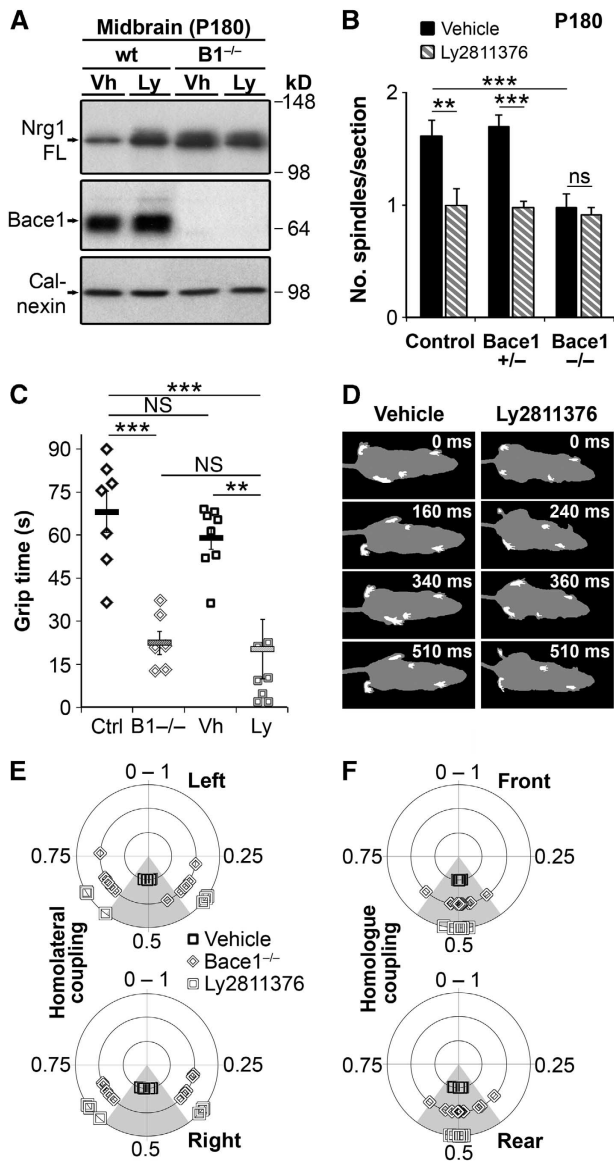 A
Midbrain (P180)
wt B1–/–
Vh Ly Vh Ly kD
Nrg1 FL
–148
–98
Bace1
–64
Cal-
nexin
–98
B
P180
Vehicle
Ly2811376
No. spindles/section
2
1
0
***
** *** ns
Control Bace1 +/– Bace1 –/–
C
Grip time (s)
90
75
60
45
30
15
0
***
NS
***
NS
**
Ctrl B1–/– Vh Ly
D
Vehicle Ly2811376
0 ms 0 ms
160 ms 240 ms
340 ms 360 ms
510 ms 510 ms
E
Homolateral coupling
0 – 1
Left
0.75 0.25
0.5
Vehicle
Bace1–/–
Ly2811376
0 – 1
0.75 0.25
0.5
Right
F
Homologue coupling
0 – 1
Front
0.75 0.25
0.5
0 – 1
0.75 0.25
0.5
Rear